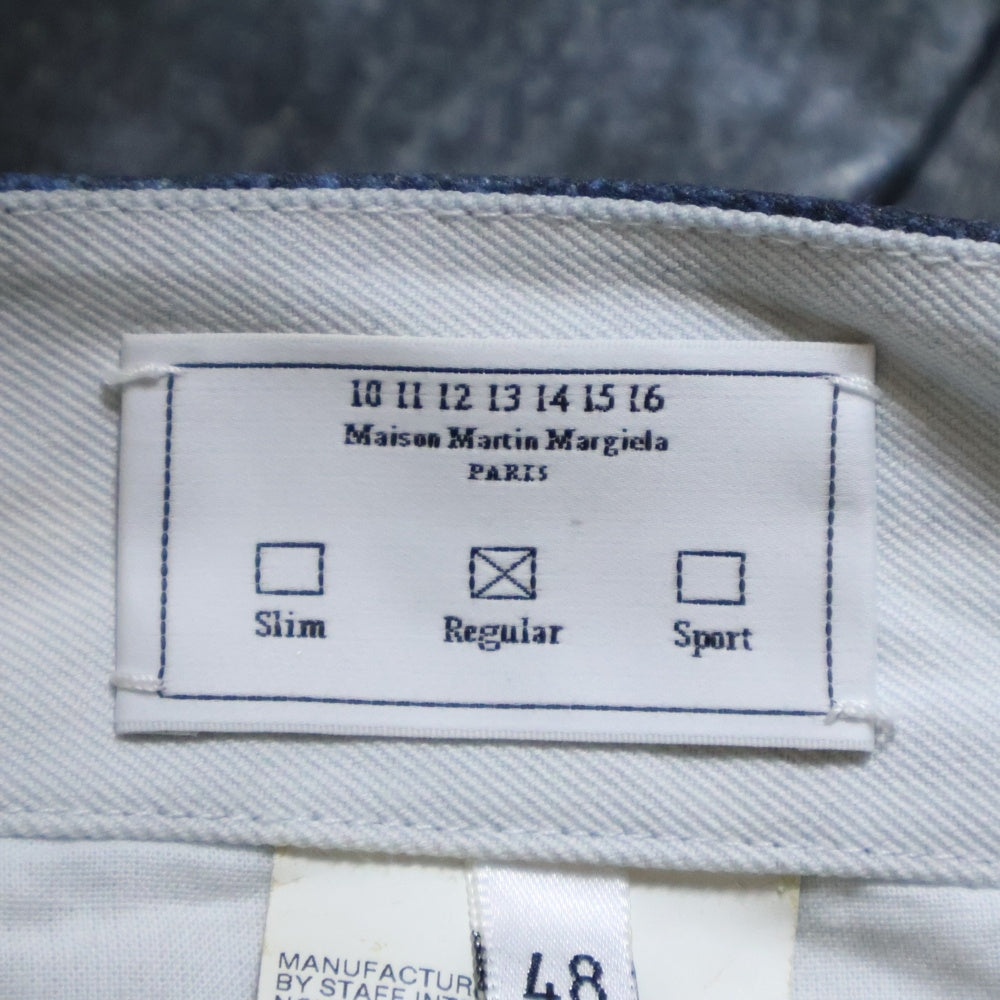 10 11 12 13 14 15 16
Maison Martin Margiela
PARIS
Slim Regular Sport
48
MANUFACTUR
BY STAFF INT